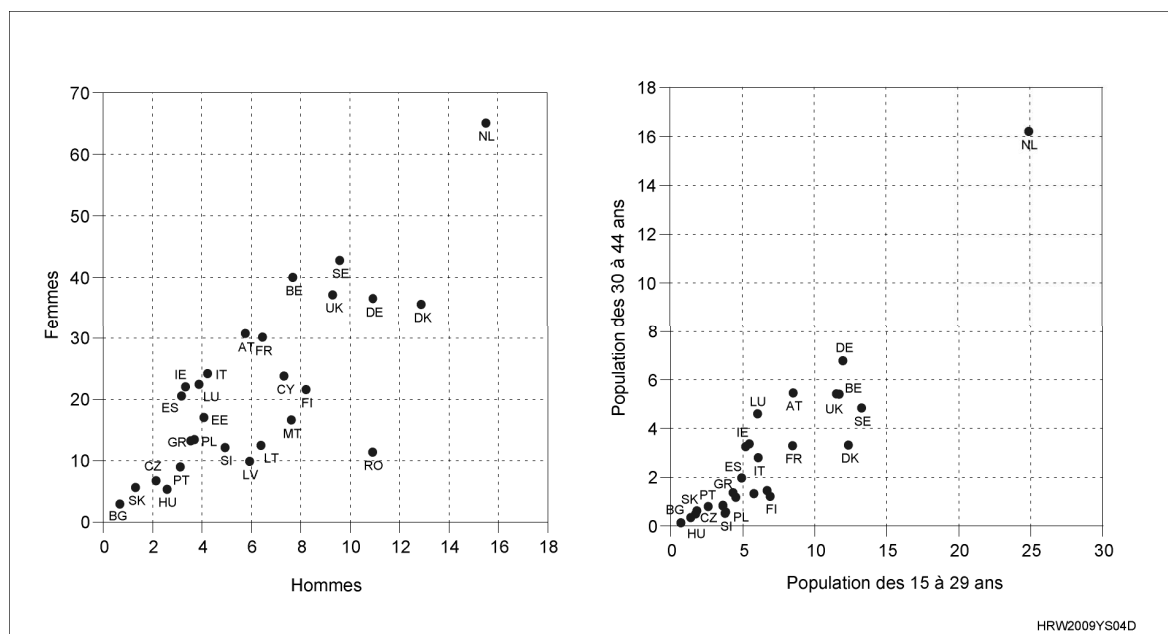 70
60
50
40
30
20
10
0
Femmes
0 2 4 6 8 10 12 14 16 18
Hommes
NL
SE
BE
UK
DE
DK
AT
FR
IE
IT
CY
LU
FI
ES
EE
MT
GR
PL
SI
LT
LV
RO
CZ
PT
SK
HU
BG
18
16
14
12
10
8
6
4
2
0
Population des 30 à 44 ans
0 5 10 15 20 25 30
Population des 15 à 29 ans
NL
DE
LU
AT
UK
BE
SE
IE
FR
DK
ES
IT
GR
FI
SK
PT
BG
CZ
PL
HU
SI
HRW2009YS04D